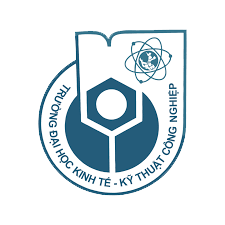 TRƯỜNG ĐẠI HỌC KINH TẾ - KỸ THUẬT CÔNG NGHIỆP